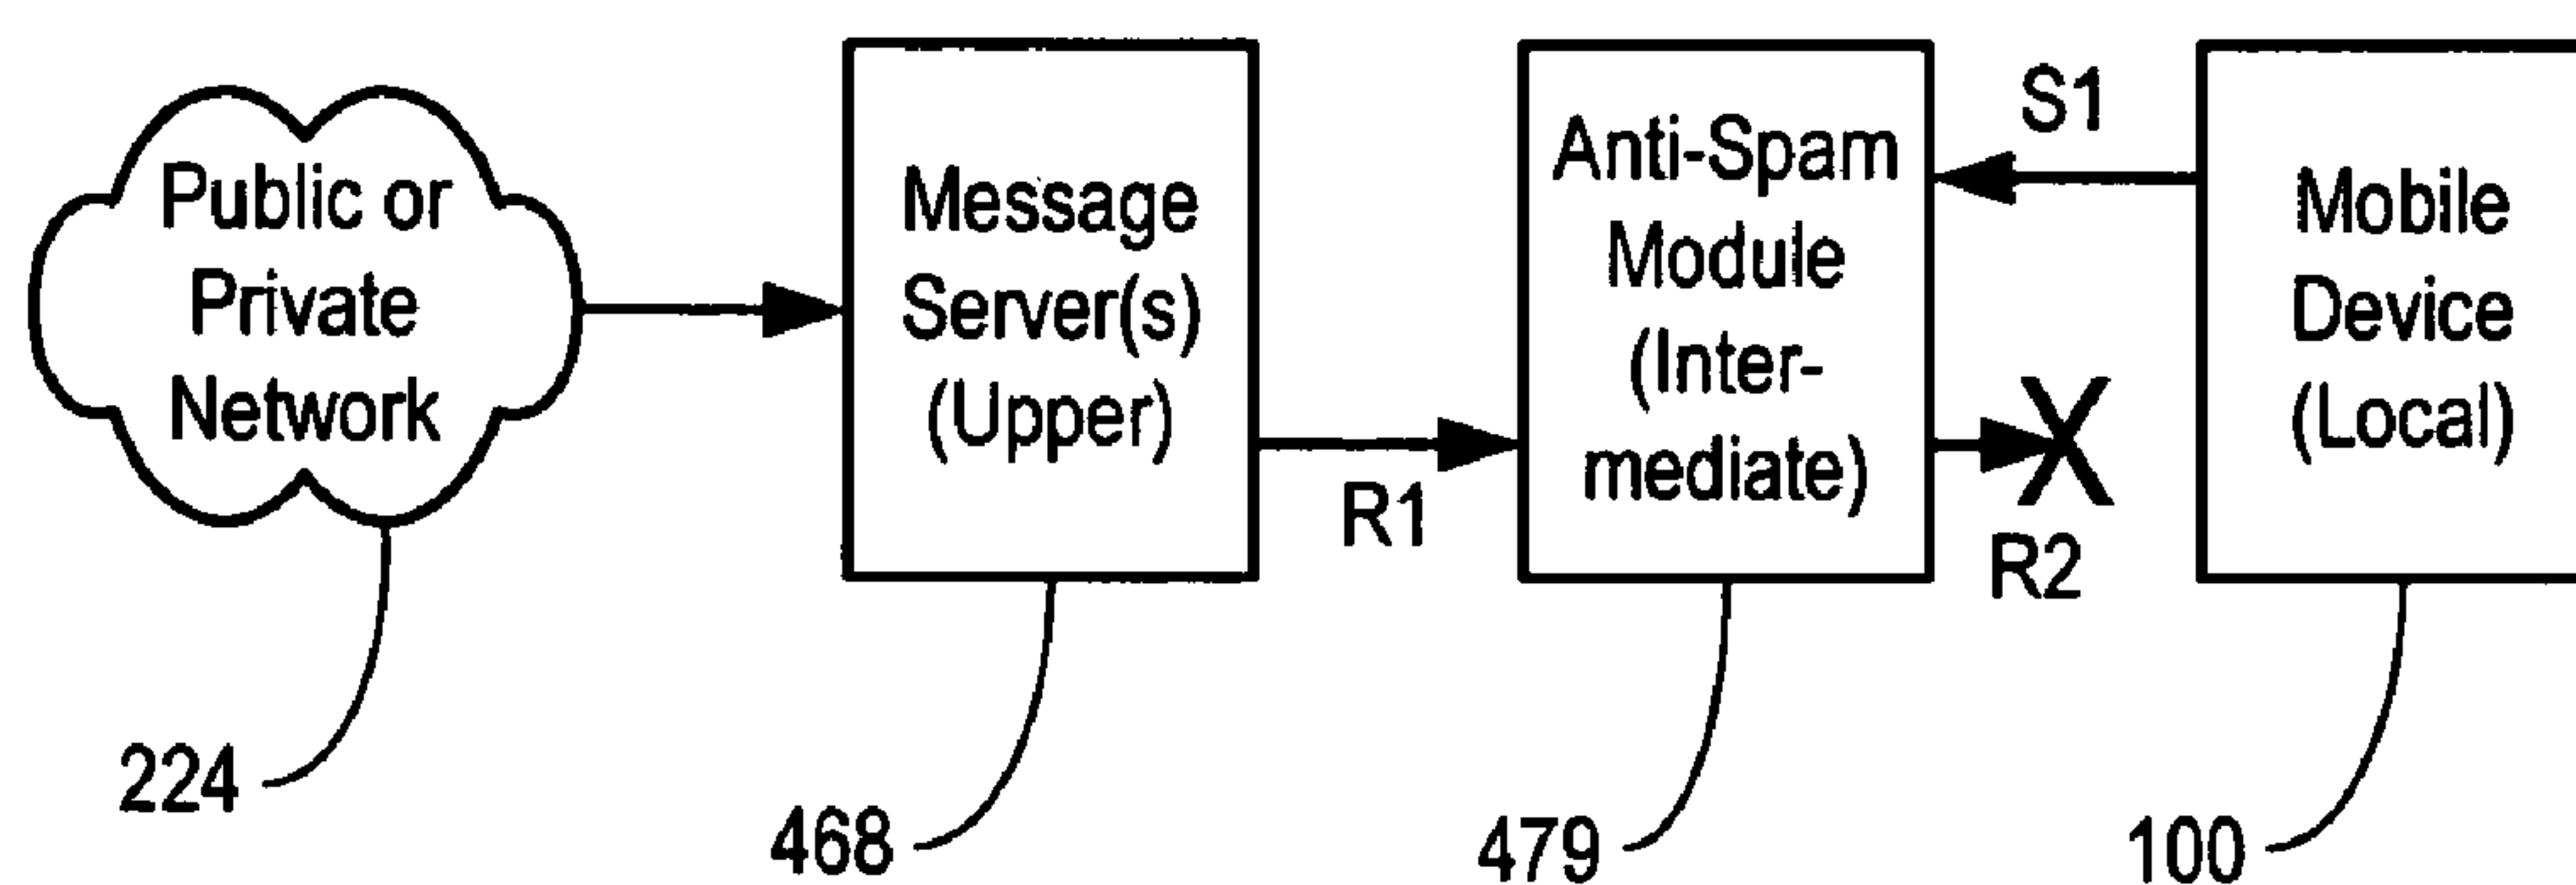 Public or
Private
Network
Message
Server(s)
(Upper)
R1
Anti-Spam
Module
(Inter-
mediate)
S1
R2
Mobile
Device
(Local)
224
468
479
100